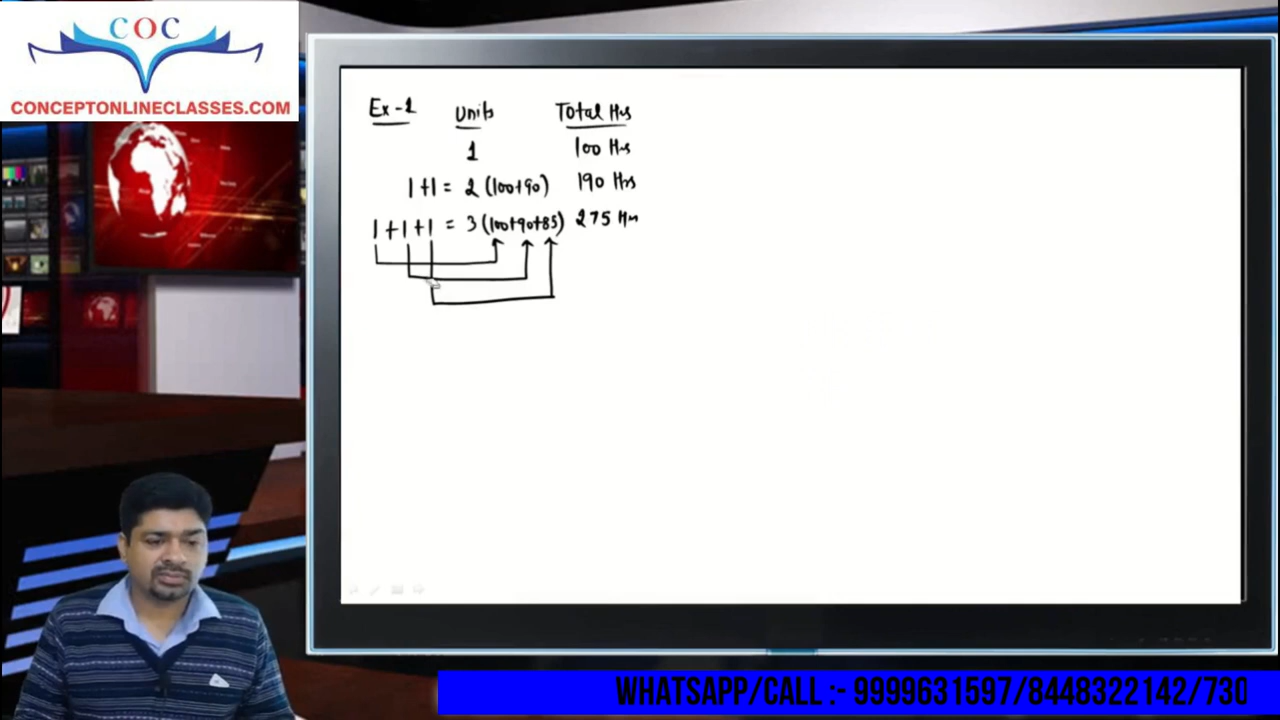 COC
CONCEPTONLINECLASSES.COM
Ex-1 Units Total Hrs
1 100 Hrs
1+1 = 2 (100+90) 190 Hrs
1+1+1 = 3 (100+90+85) 275 Hrs
WHATSAPP/CALL :- 9999631597/8448322142/730